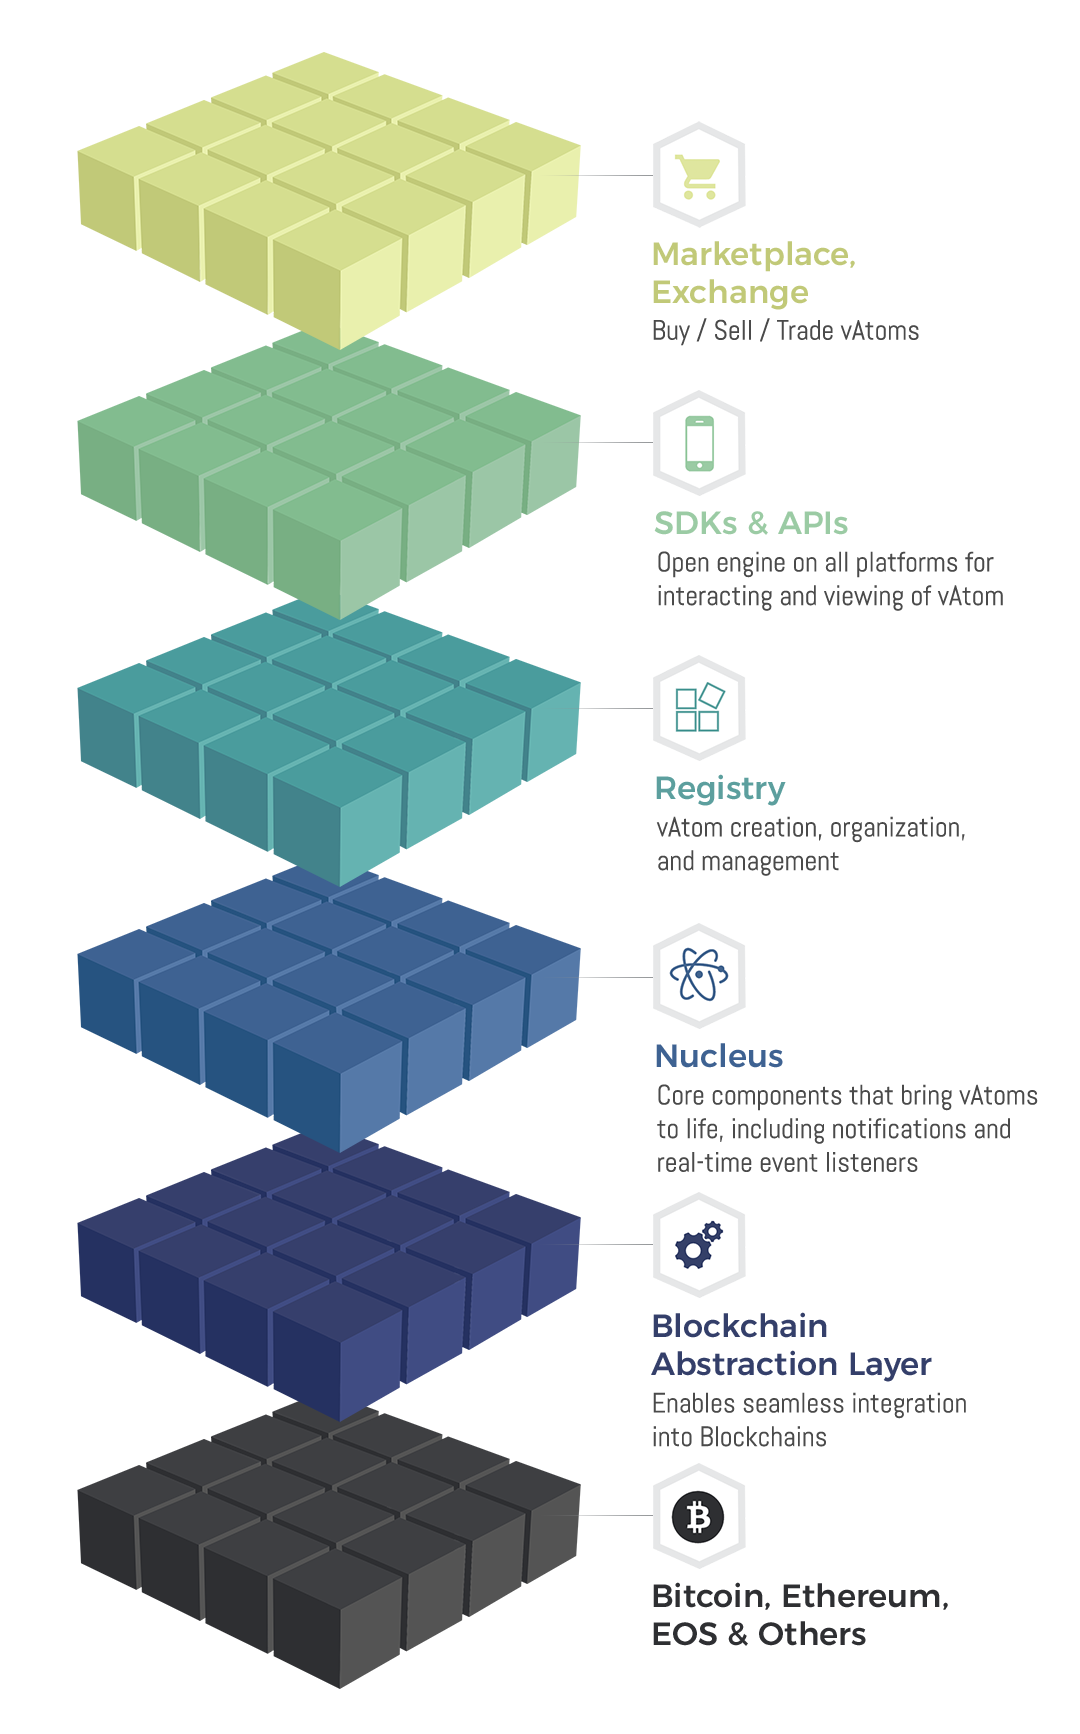 Marketplace,
Exchange
Buy / Sell / Trade vAtoms
SDKs & APIs
Open engine on all platforms for
interacting and viewing of vAtom
Registry
vAtom creation, organization,
and management
Nucleus
Core components that bring vAtoms
to life, including notifications and
real-time event listeners
Blockchain
Abstraction Layer
Enables seamless integration
into Blockchains
Bitcoin, Ethereum,
EOS & Others